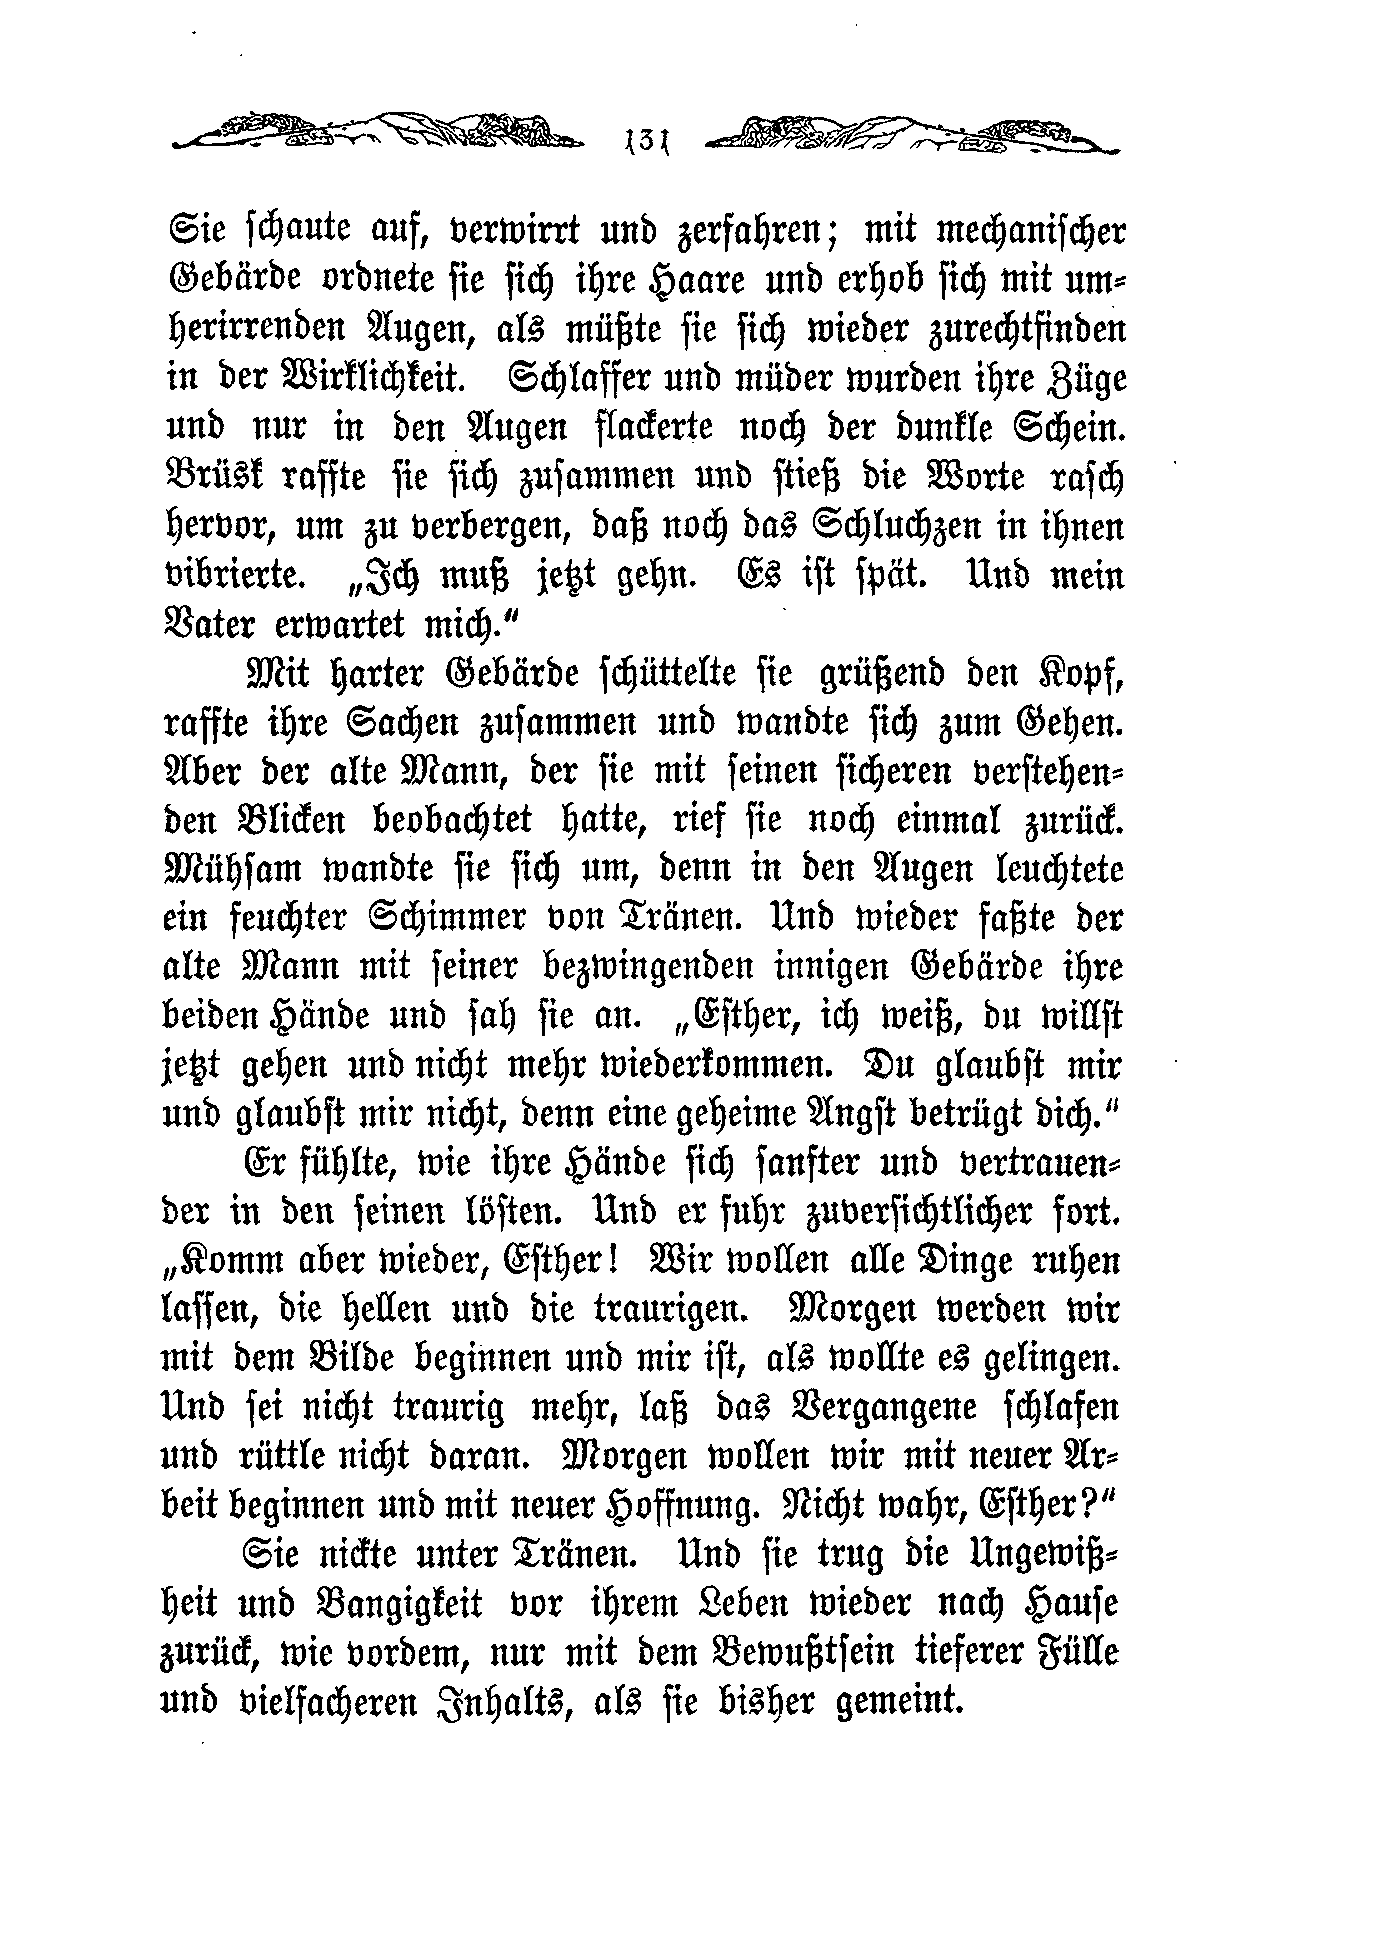 131
Sie schaute auf, verwirrt und zerfahren; mit mechanischer
Gebärde ordnete sie sich ihre Haare und erhob sich mit um-
herirrenden Augen, als müßte sie sich wieder zurechtfinden
in der Wirklichkeit. Schlaffer und müder wurden ihre Züge
und nur in den Augen flackerte noch der dunkle Schein.
Brüsk raffte sie sich zusammen und stieß die Worte rasch
hervor, um zu verbergen, daß noch das Schluchzen in ihnen
vibrierte. „Ich muß jetzt gehn. Es ist spät. Und mein
Vater erwartet mich.“
Mit harter Gebärde schüttelte sie grüßend den Kopf,
raffte ihre Sachen zusammen und wandte sich zum Gehen.
Aber der alte Mann, der sie mit seinen sicheren verstehen-
den Blicken beobachtet hatte, rief sie noch einmal zurück.
Mühsam wandte sie sich um, denn in den Augen leuchtete
ein feuchter Schimmer von Tränen. Und wieder faßte der
alte Mann mit seiner bezwingenden innigen Gebärde ihre
beiden Hände und sah sie an. „Esther, ich weiß, du willst
jetzt gehen und nicht mehr wiederkommen. Du glaubst mir
und glaubst mir nicht, denn eine geheime Angst betrügt dich.“
Er fühlte, wie ihre Hände sich sanfter und vertrauen-
der in den seinen lösten. Und er fuhr zuversichtlicher fort.
„Komm aber wieder, Esther! Wir wollen alle Dinge ruhen
lassen, die hellen und die traurigen. Morgen werden wir
mit dem Bilde beginnen und mir ist, als wollte es gelingen.
Und sei nicht traurig mehr, laß das Vergangene schlafen
und rüttle nicht daran. Morgen wollen wir mit neuer Ar-
beit beginnen und mit neuer Hoffnung. Nicht wahr, Esther?“
Sie nickte unter Tränen. Und sie trug die Ungewiß-
heit und Bangigkeit vor ihrem Leben wieder nach Hause
zurück, wie vordem, nur mit dem Bewußtsein tieferer Fülle
und vielfacheren Inhalts, als sie bisher gemeint.